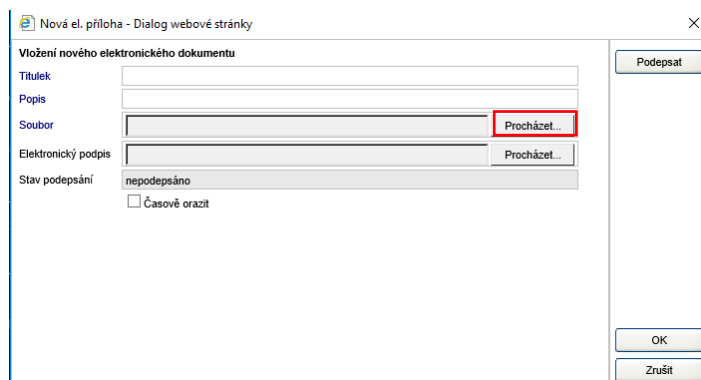 Nová el. příloha - Dialog webové stránky
Vložení nového elektronického dokumentu
Podepsat
Titulek
Popis
Soubor
Procházet...
Elektronický podpis
Procházet...
Stav podepsání
nepodepsáno
Časově orazit
OK
Zrušit